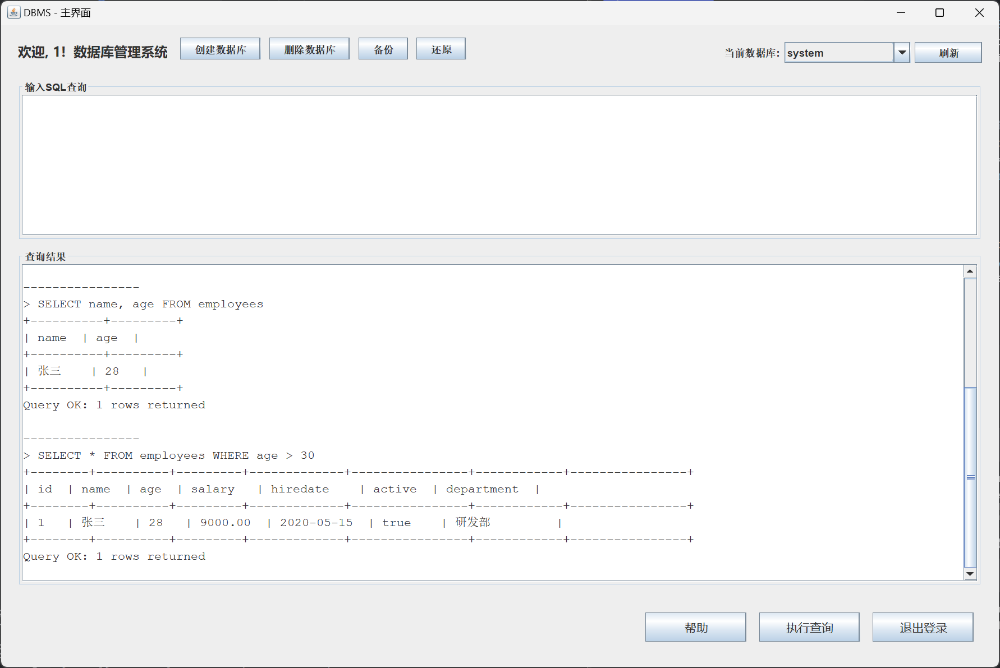 DBMS - 主界面
欢迎, 1! 数据库管理系统 创建数据库 删除数据库 备份 还原 当前数据库: system 刷新
输入SQL查询
查询结果
----------------
> SELECT name, age FROM employees
+----------+---------+
| name  | age  |
+----------+---------+
| 张三    | 28   |
+----------+---------+
Query OK: 1 rows returned
----------------
> SELECT * FROM employees WHERE age > 30
+--------+----------+---------+-------------+----------------+------------+----------------+
| id  | name  | age  | salary   | hiredate    | active  | department  |
+--------+----------+---------+-------------+----------------+------------+----------------+
| 1   | 张三    | 28   | 9000.00  | 2020-05-15  | true    | 研发部         |
+--------+----------+---------+-------------+----------------+------------+----------------+
Query OK: 1 rows returned
帮助 执行查询 退出登录